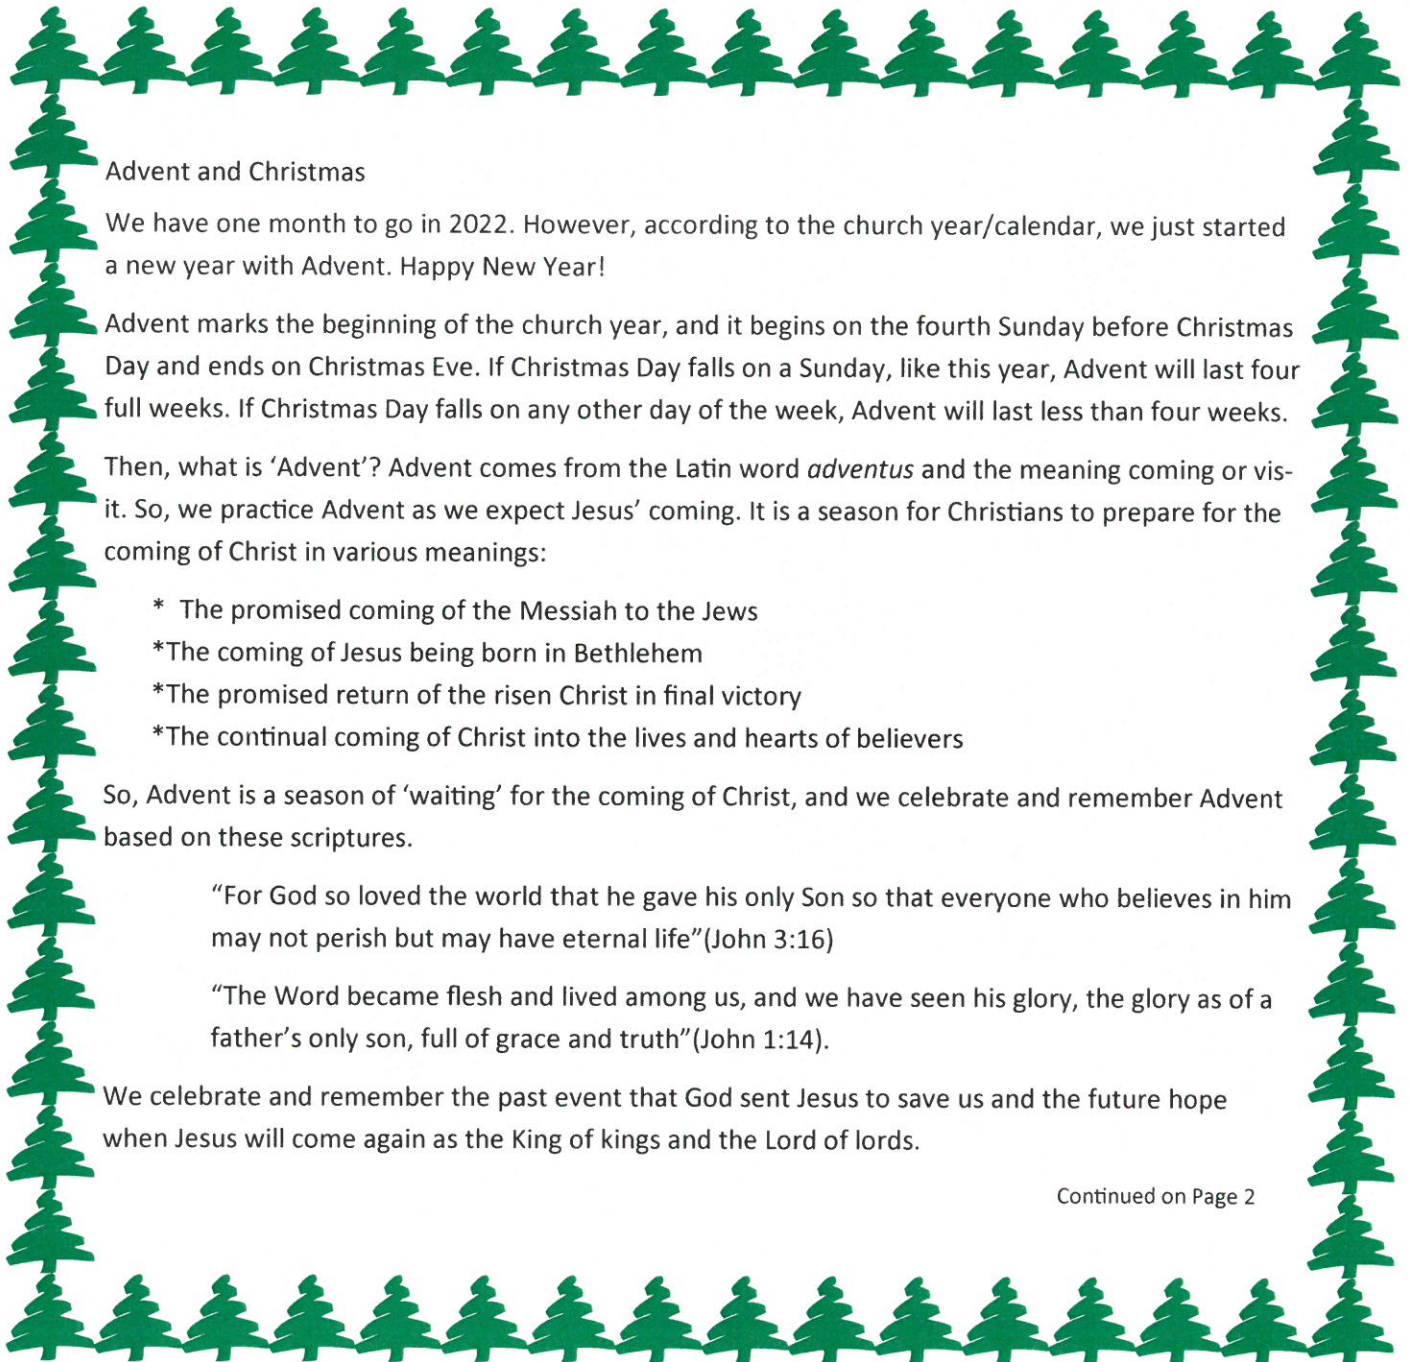 Advent and Christmas
We have one month to go in 2022. However, according to the church year/calendar, we just started
a new year with Advent. Happy New Year!
Advent marks the beginning of the church year, and it begins on the fourth Sunday before Christmas
Day and ends on Christmas Eve. If Christmas Day falls on a Sunday, like this year, Advent will last four
full weeks. If Christmas Day falls on any other day of the week, Advent will last less than four weeks.
Then, what is ‘Advent’? Advent comes from the Latin word adventus and the meaning coming or vis-
it. So, we practice Advent as we expect Jesus’ coming. It is a season for Christians to prepare for the
coming of Christ in various meanings:
* The promised coming of the Messiah to the Jews
*The coming of Jesus being born in Bethlehem
*The promised return of the risen Christ in final victory
*The continual coming of Christ into the lives and hearts of believers
So, Advent is a season of ‘waiting’ for the coming of Christ, and we celebrate and remember Advent
based on these scriptures.
“For God so loved the world that he gave his only Son so that everyone who believes in him
may not perish but may have eternal life”(John 3:16)
“The Word became flesh and lived among us, and we have seen his glory, the glory as of a
father’s only son, full of grace and truth”(John 1:14).
We celebrate and remember the past event that God sent Jesus to save us and the future hope
when Jesus will come again as the King of kings and the Lord of lords.
Continued on Page 2